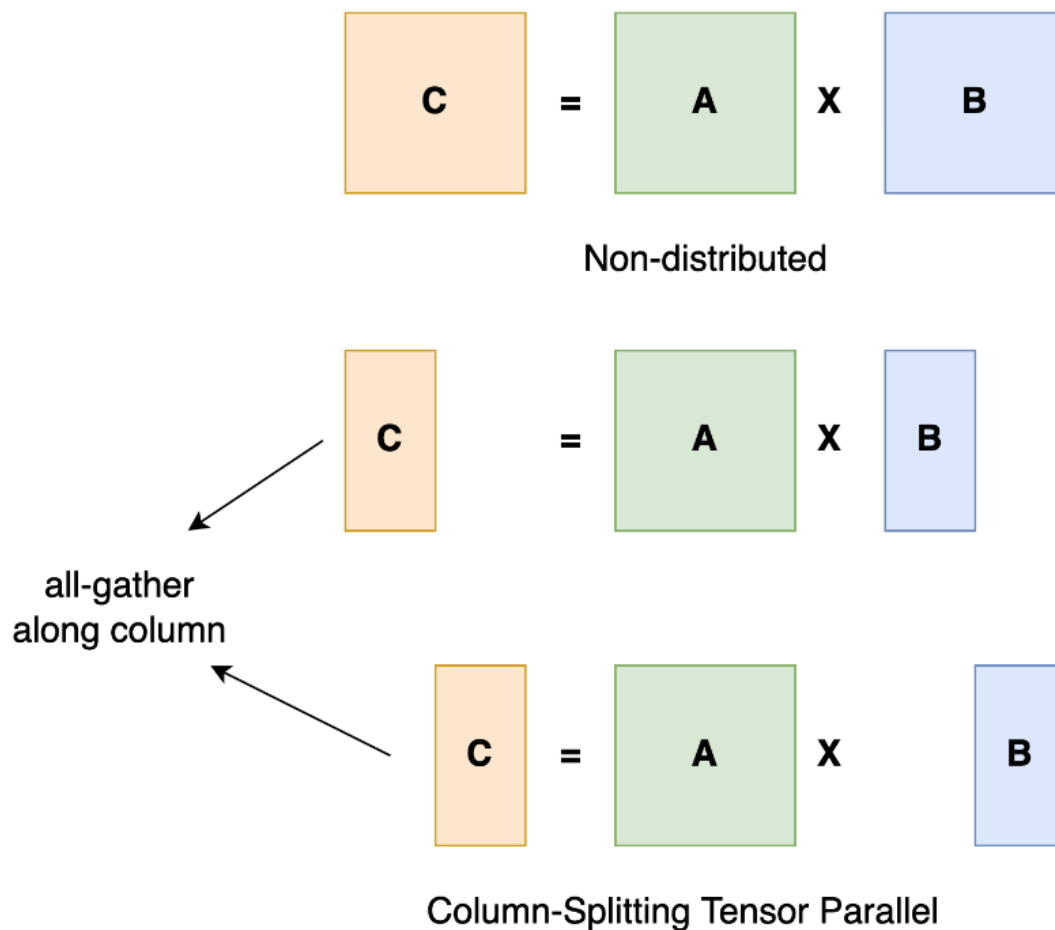 C = A X B
Non-distributed
C = A X B
all-gather
along column
C = A X B
Column-Splitting Tensor Parallel